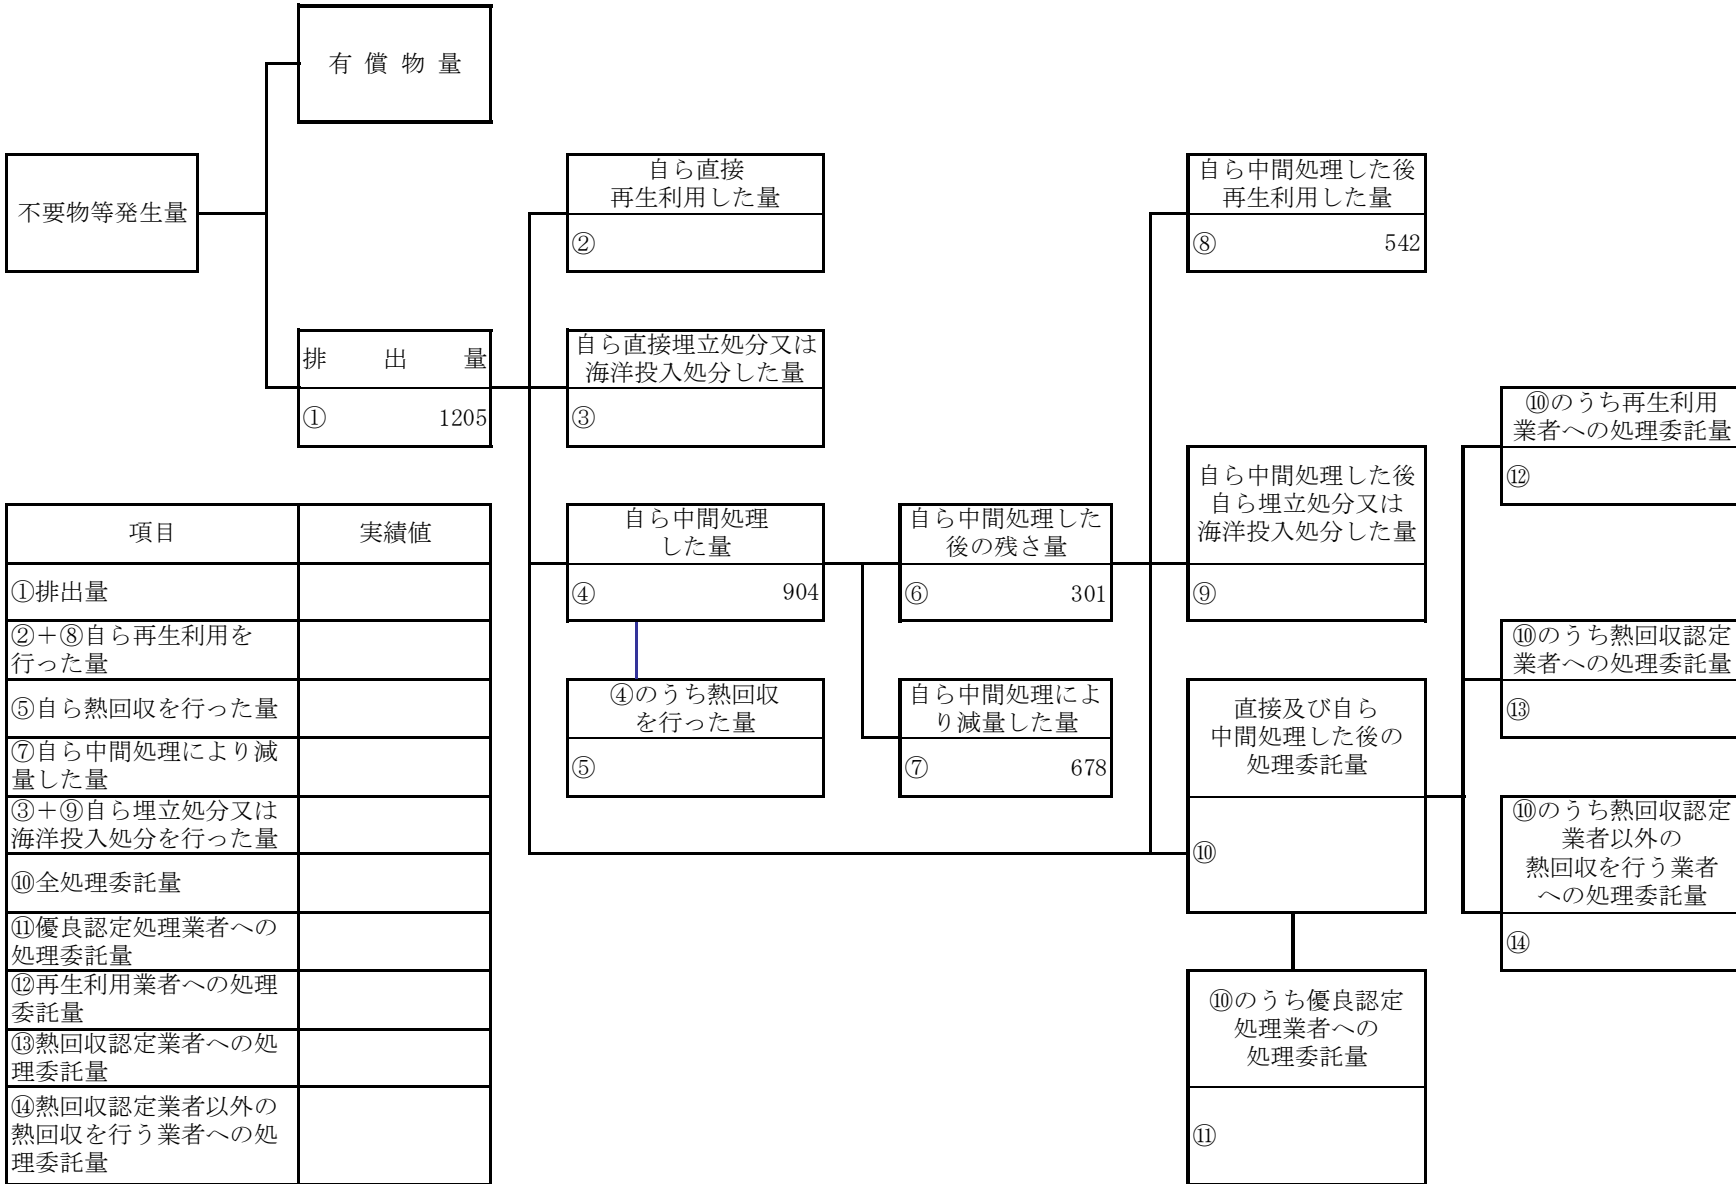 有償物量
不要物等発生量
自ら直接
再生利用した量
②
自ら中間処理した後
再生利用した量
⑧ 542
排出量
① 1205
自ら直接埋立処分又は
海洋投入処分した量
③
⑩のうち再生利用
業者への処理委託量
⑫
自ら中間処理した後
自ら埋立処分又は
海洋投入処分した量
⑨
自ら中間処理
した量
④ 904
自ら中間処理した
後の残さ量
⑥ 301
⑩のうち熱回収認定
業者への処理委託量
⑬
④のうち熱回収
を行った量
⑤
自ら中間処理によ
り減量した量
⑦ 678
直接及び自ら
中間処理した後の
処理委託量
⑩
⑩のうち熱回収認定
業者以外の
熱回収を行う業者
への処理委託量
⑭
⑩のうち優良認定
処理業者への
処理委託量
⑪
項目 実績値
①排出量
②+⑧自ら再生利用を
行った量
⑤自ら熱回収を行った量
⑦自ら中間処理により減
量した量
③+⑨自ら埋立処分又は
海洋投入処分を行った量
⑩全処理委託量
⑪優良認定処理業者への
処理委託量
⑫再生利用業者への処理
委託量
⑬熱回収認定業者への処
理委託量
⑭熱回収認定業者以外の
熱回収を行う業者への処
理委託量